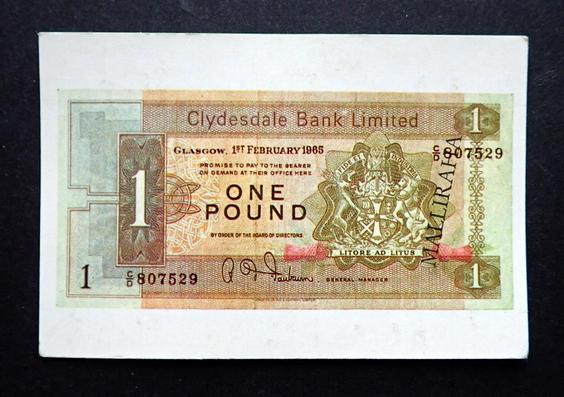 Clydesdale Bank Limited
1
GLASGOW, 1ST FEBRUARY 1965
C/D 807529
PROMISE TO PAY TO THE BEARER
ON DEMAND AT THEIR OFFICE HERE
1
ONE
POUND
MALLIRAHA
BY ORDER OF THE BOARD OF DIRECTORS
LITORE AD LITUS
1
C/D 807529
GENERAL MANAGER
1